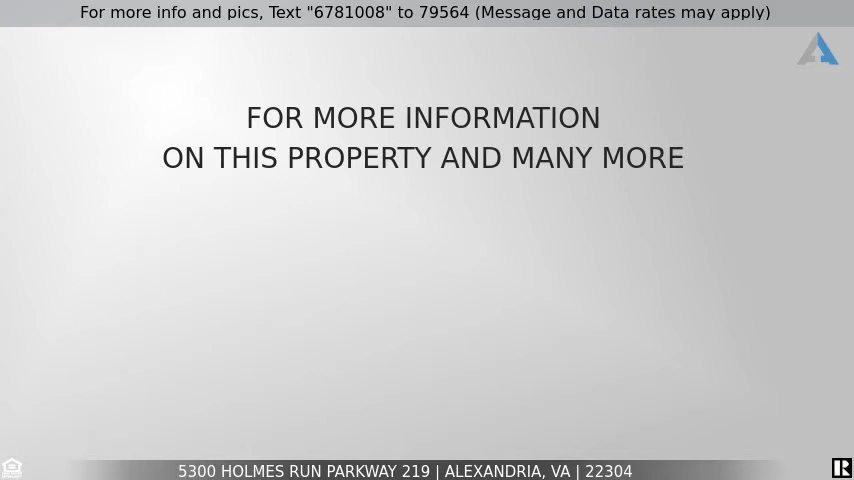 For more info and pics, Text "6781008" to 79564 (Message and Data rates may apply)
FOR MORE INFORMATION
ON THIS PROPERTY AND MANY MORE
5300 HOLMES RUN PARKWAY 219 | ALEXANDRIA, VA | 22304